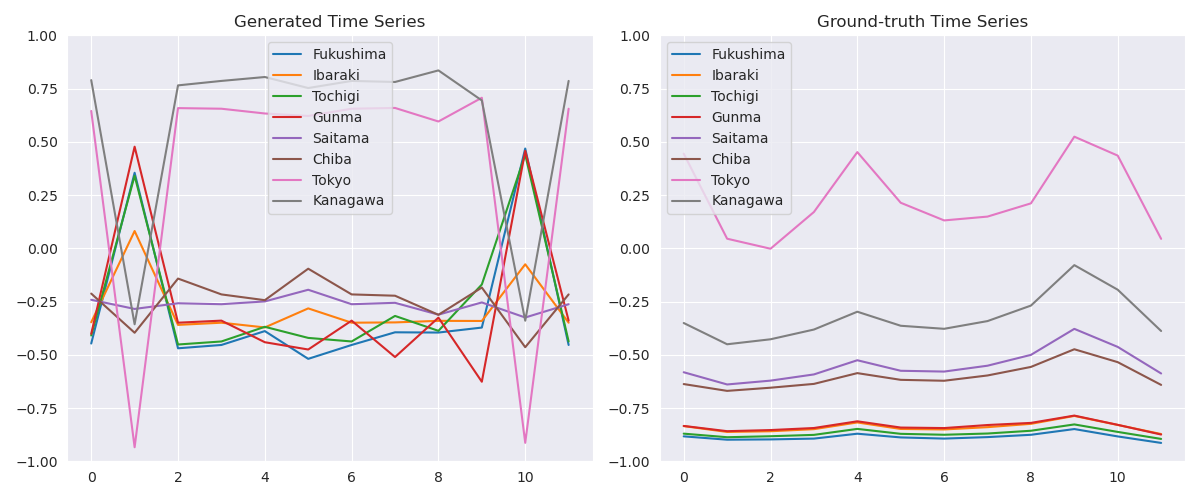 Generated Time Series
1.00
0.75
0.50
0.25
0.00
−0.25
−0.50
−0.75
−1.00
0
2
4
6
8
10
Fukushima
Ibaraki
Tochigi
Gunma
Saitama
Chiba
Tokyo
Kanagawa
Ground-truth Time Series
1.00
0.75
0.50
0.25
0.00
−0.25
−0.50
−0.75
−1.00
0
2
4
6
8
10
Fukushima
Ibaraki
Tochigi
Gunma
Saitama
Chiba
Tokyo
Kanagawa